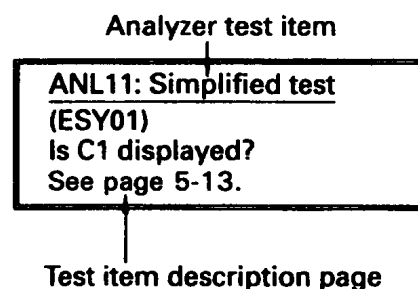 Analyzer test item
ANL11: Simplified test
(ESY01)
Is C1 displayed?
See page 5-13.
Test item description page